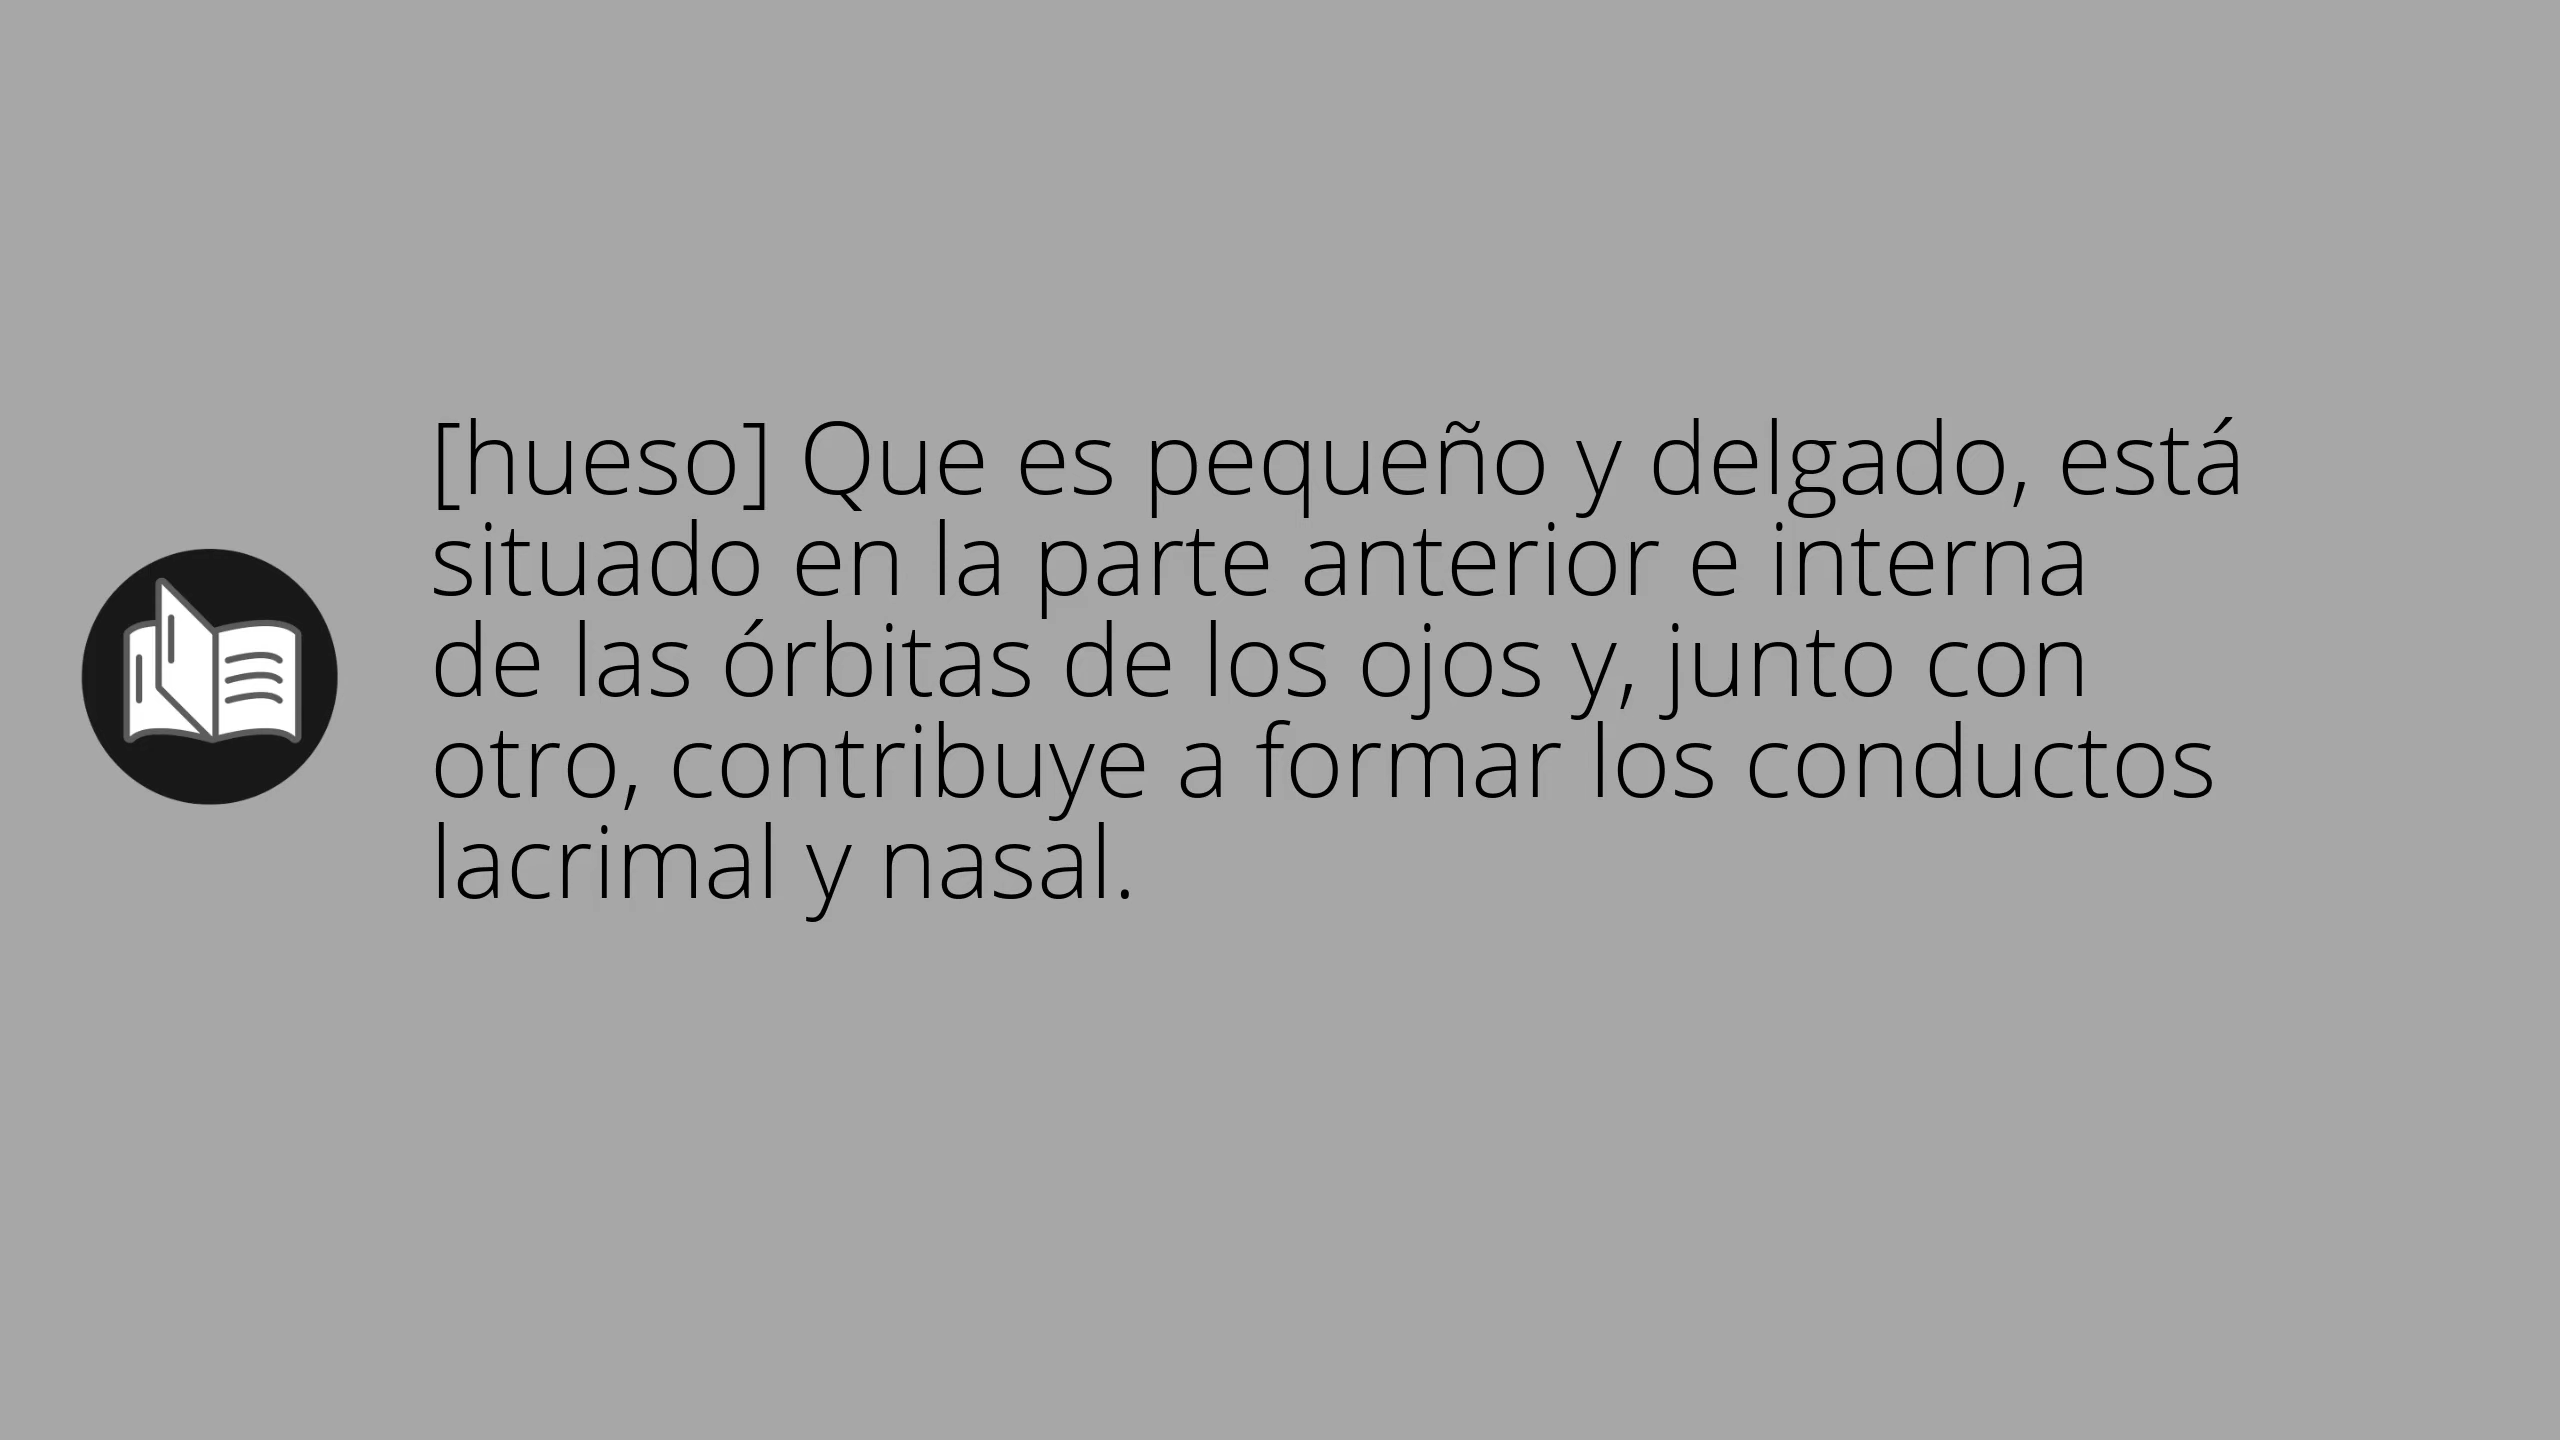 [hueso] Que es pequeño y delgado, está
situado en la parte anterior e interna
de las órbitas de los ojos y, junto con
otro, contribuye a formar los conductos
lacrimal y nasal.